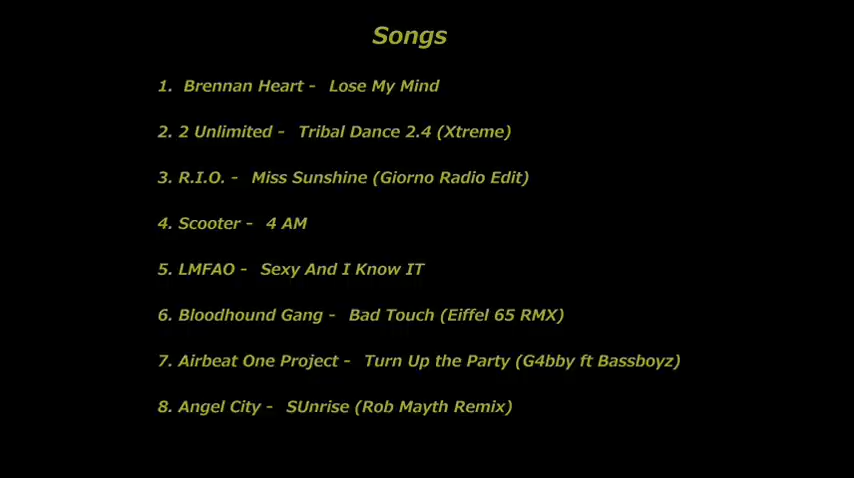 Songs
1. Brennan Heart - Lose My Mind
2. 2 Unlimited - Tribal Dance 2.4 (Xtreme)
3. R.I.O. - Miss Sunshine (Giorno Radio Edit)
4. Scooter - 4 AM
5. LMFAO - Sexy And I Know IT
6. Bloodhound Gang - Bad Touch (Eiffel 65 RMX)
7. Airbeat One Project - Turn Up the Party (G4bby ft Bassboyz)
8. Angel City - SUnrise (Rob Mayth Remix)